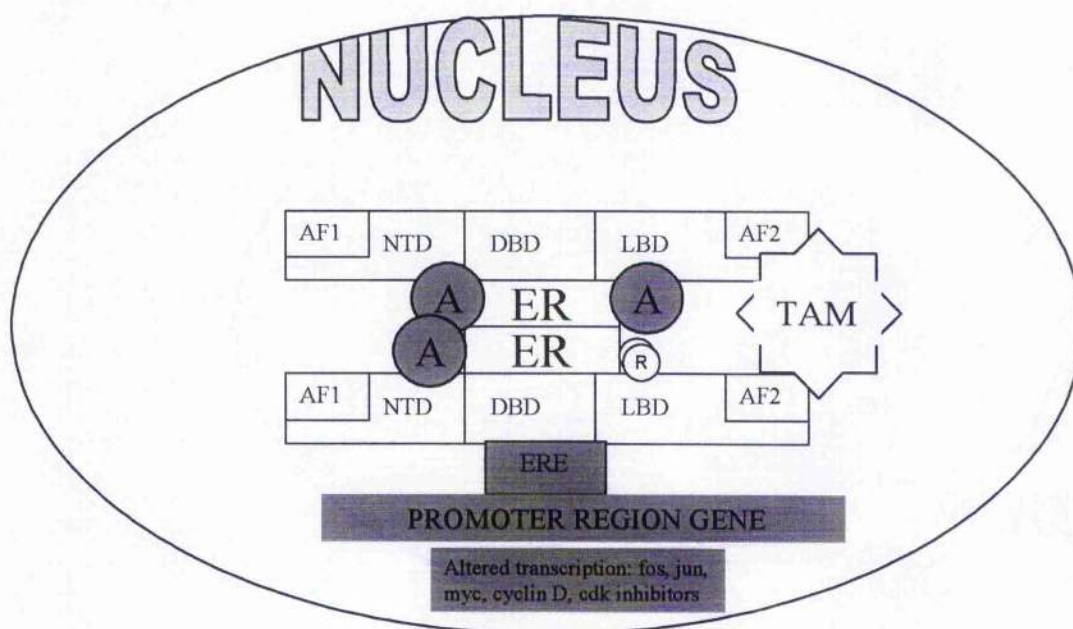 NUCLEUS
AF1 NTD DBD LBD AF2
A ER A TAM
A ER R
AF1 NTD DBD LBD AF2
ERE
PROMOTER REGION GENE
Altered transcription: fos, jun,
myc, cyclin D, cdk inhibitors